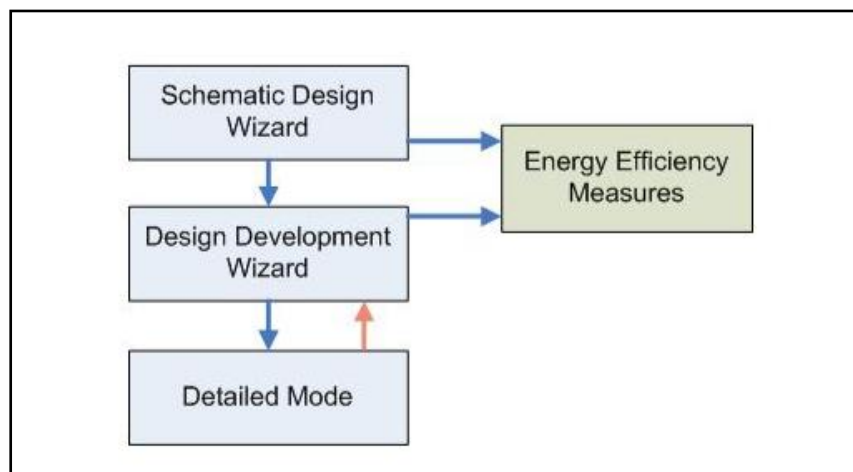 Schematic Design
Wizard
Energy Efficiency
Measures
Design Development
Wizard
Detailed Mode